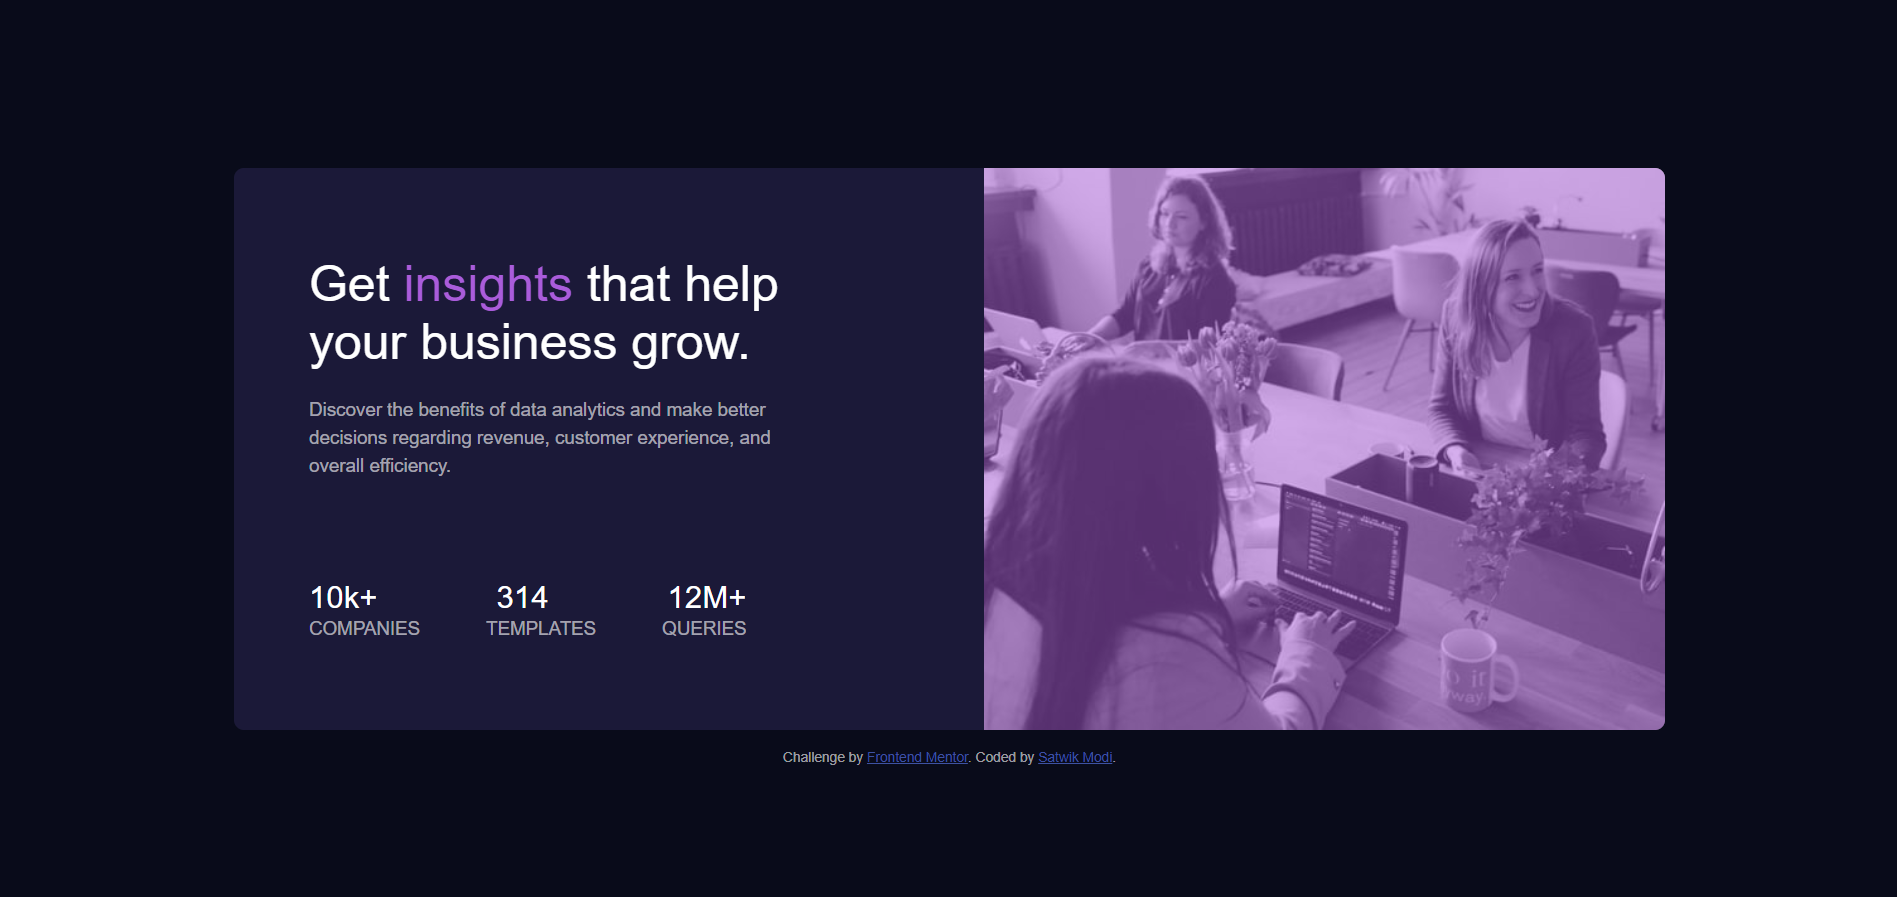 Get insights that help
your business grow.
Discover the benefits of data analytics and make better
decisions regarding revenue, customer experience, and
overall efficiency.
10k+ 314 12M+
COMPANIES TEMPLATES QUERIES
it
way
Challenge by Frontend Mentor. Coded by Satwik Modi.